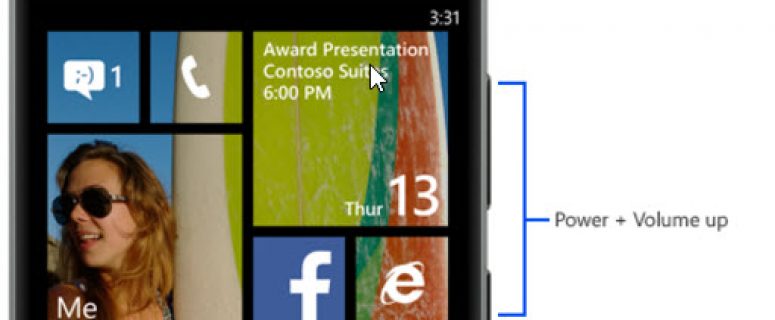 3:31
1
Award Presentation
Contoso Suites
6:00 PM
Thur 13
Me
Power + Volume up